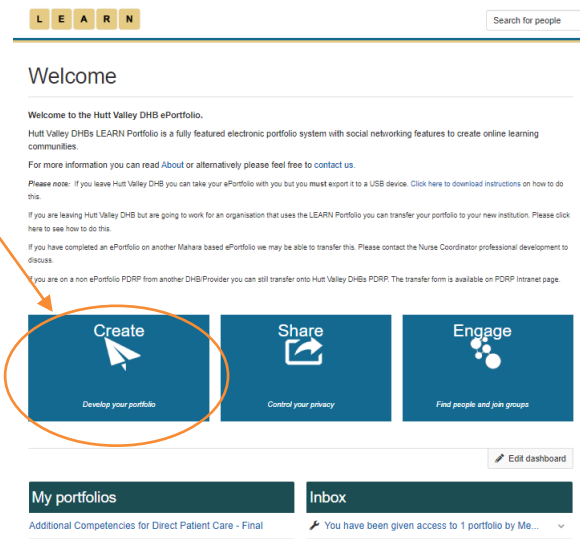 L E A R N
Search for people
Welcome
Welcome to the Hutt Valley DHB ePortfolio.
Hutt Valley DHBs LEARN Portfolio is a fully featured electronic portfolio system with social networking features to create online learning
communities.
For more information you can read About or alternatively please feel free to contact us.
Please note: If you leave Hutt Valley DHB you can take your ePortfolio with you but you must export it to a USB device. Click here to download instructions on how to do
this.
If you are leaving Hutt Valley DHB but are going to work for an organisation that uses the LEARN Portfolio you can transfer your portfolio to your new institution. Please click
here to see how to do this.
If you have completed an ePortfolio on another Mahara based ePortfolio we may be able to transfer this. Please contact the Nurse Coordinator professional development to
discuss.
If you are on a non ePortfolio PDRP from another DHB/Provider you can still transfer onto Hutt Valley DHBs PDRP. The transfer form is available on PDRP Intranet page.
Create
Share
Engage
Develop your portfolio
Control your privacy
Find people and join groups
Edit dashboard
My portfolios
Inbox
Additional Competencies for Direct Patient Care - Final
You have been given access to 1 portfolio by Me...